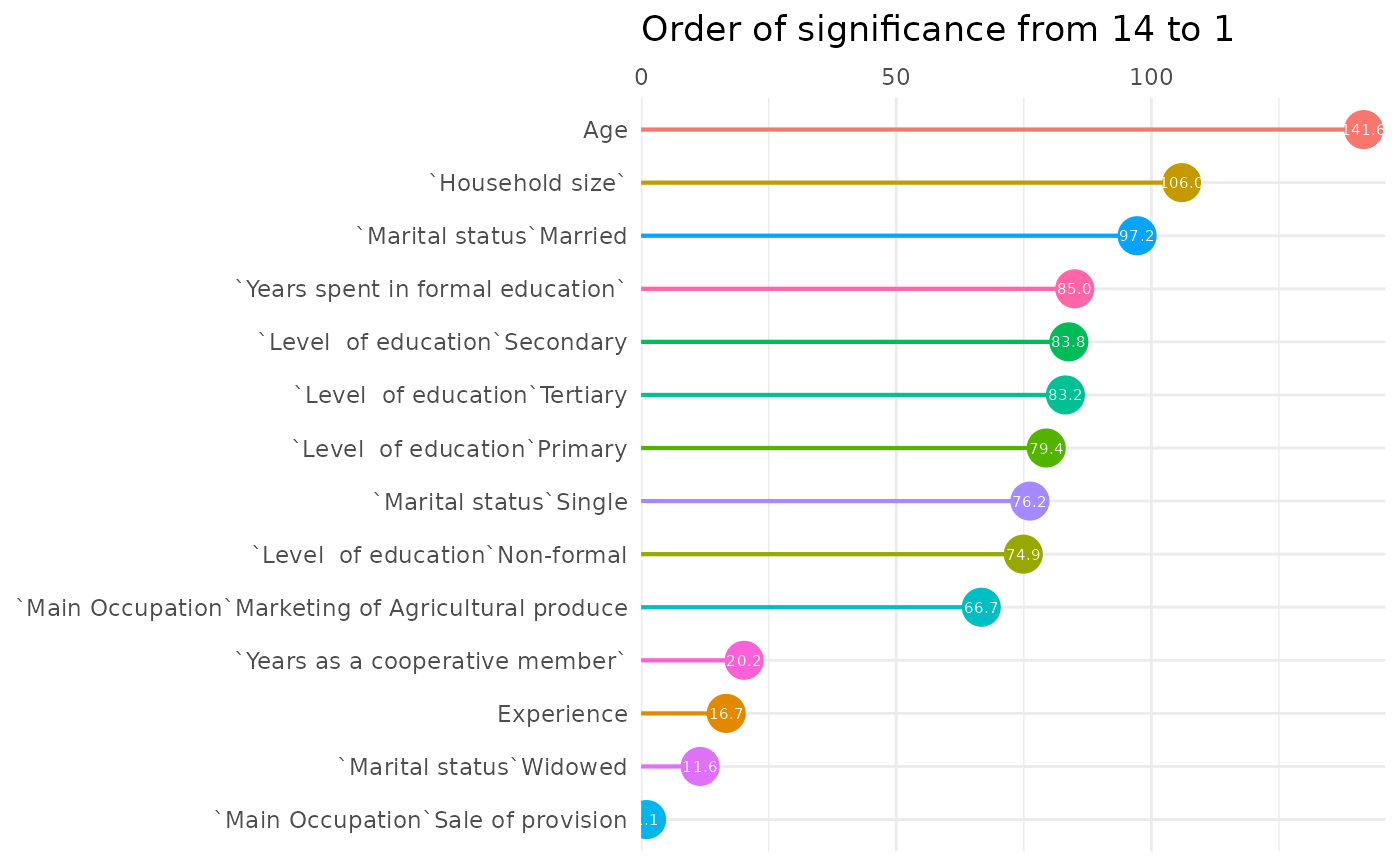 Order of significance from 14 to 1
0 50 100
Age 141.6
`Household size` 106.0
`Marital status`Married 97.2
`Years spent in formal education` 85.0
`Level  of education`Secondary 83.8
`Level  of education`Tertiary 83.2
`Level  of education`Primary 79.4
`Marital status`Single 76.2
`Level  of education`Non-formal 74.9
`Main Occupation`Marketing of Agricultural produce 66.7
`Years as a cooperative member` 20.2
Experience 16.7
`Marital status`Widowed 11.6
`Main Occupation`Sale of provision